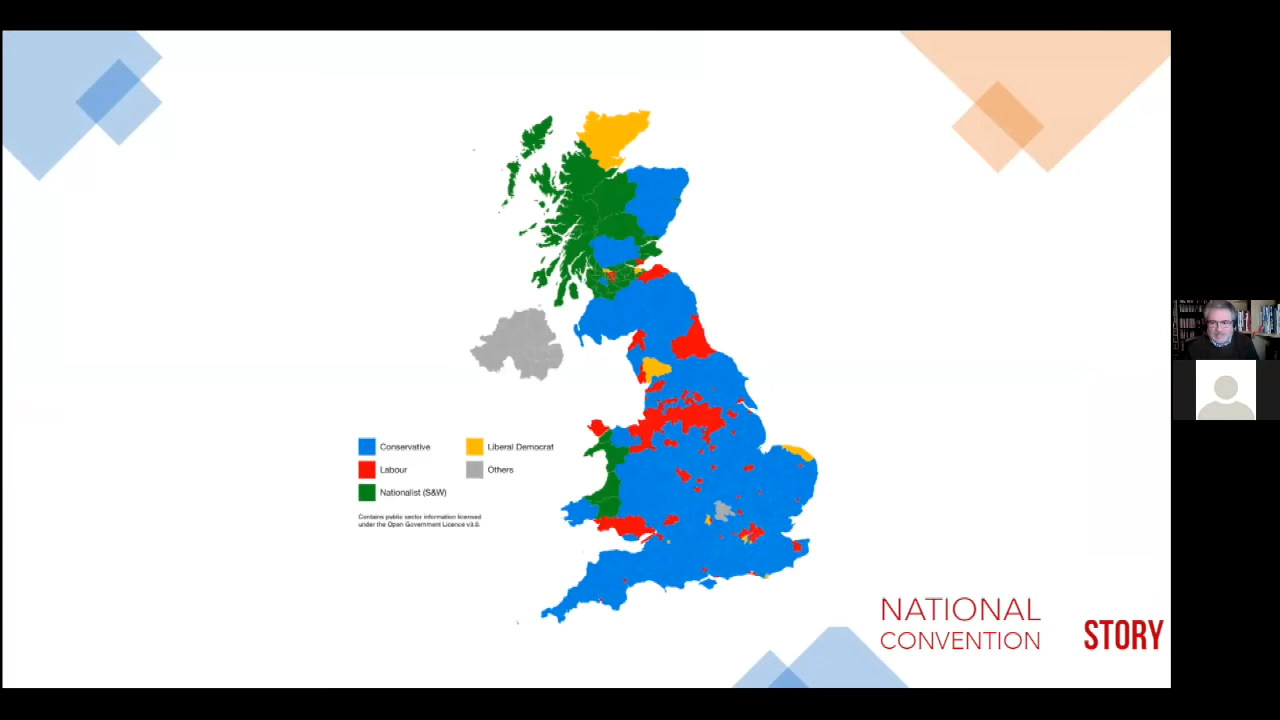 Conservative
Liberal Democrat
Labour
Others
Nationalist (S&W)
Contains public sector information licensed
under the Open Government Licence v3.0.
NATIONAL
CONVENTION
STORY